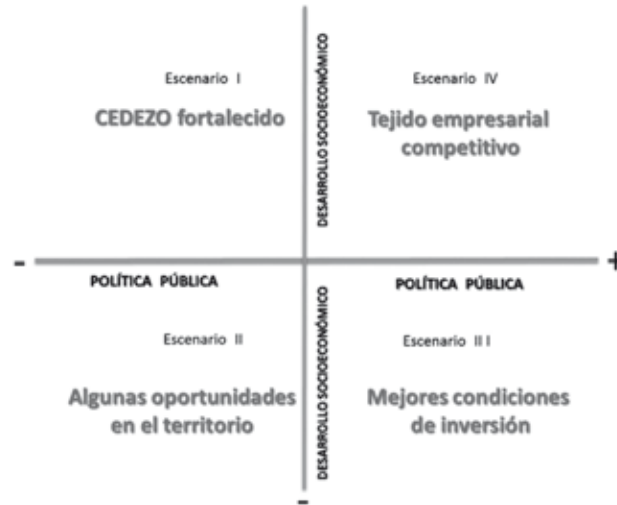 Escenario I
CEDEZO fortalecido
DESARROLLO SOCIOECONÓMICO
Escenario IV
Tejido empresarial
competitivo
-
+
POLÍTICA PÚBLICA
POLÍTICA PÚBLICA
Escenario II
Algunas oportunidades
en el territorio
DESARROLLO SOCIOECONÓMICO
Escenario III
Mejores condiciones
de inversión
-